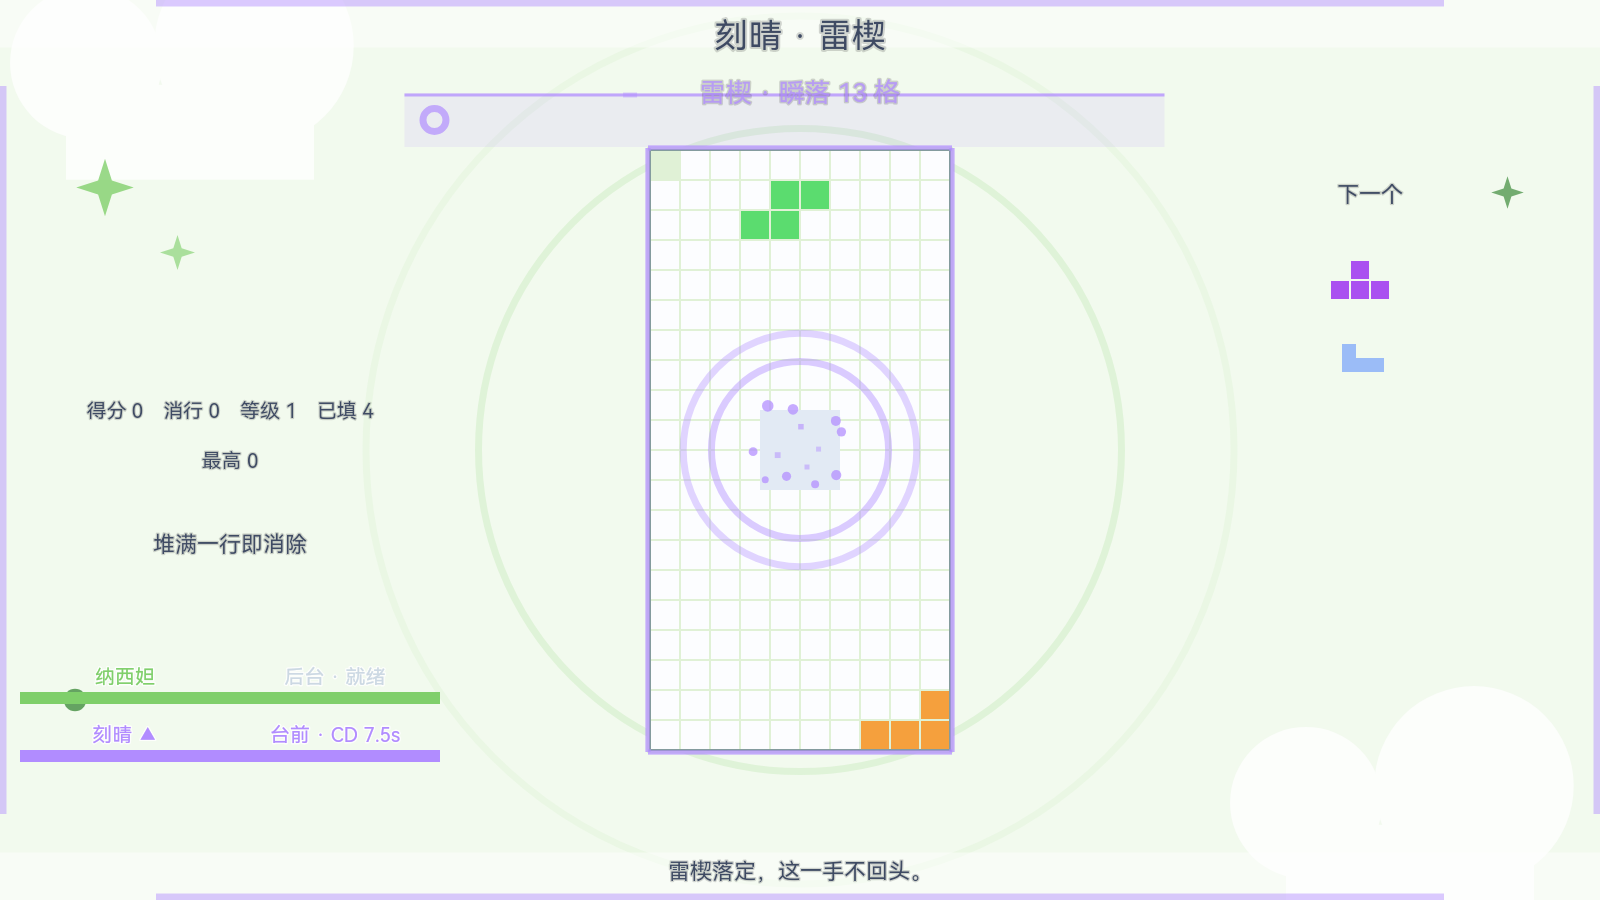 刻晴 · 雷楔
雷楔 · 瞬落 13 格
下一个
得分 0 消行 0 等级 1 已填 4
最高 0
堆满一行即消除
纳西妲 后台 · 就绪
刻晴 ▲ 台前 · CD 7.5s
雷楔落定，这一手不回头。